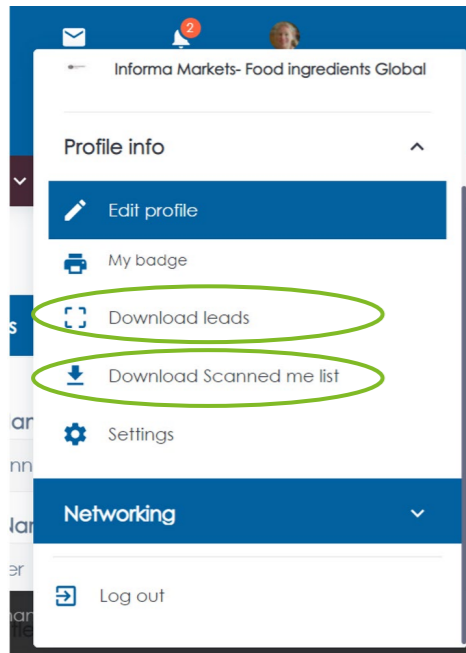 2
Informa Markets- Food ingredients Global
Profile info
Edit profile
My badge
Download leads
Download Scanned me list
Settings
Networking
Log out